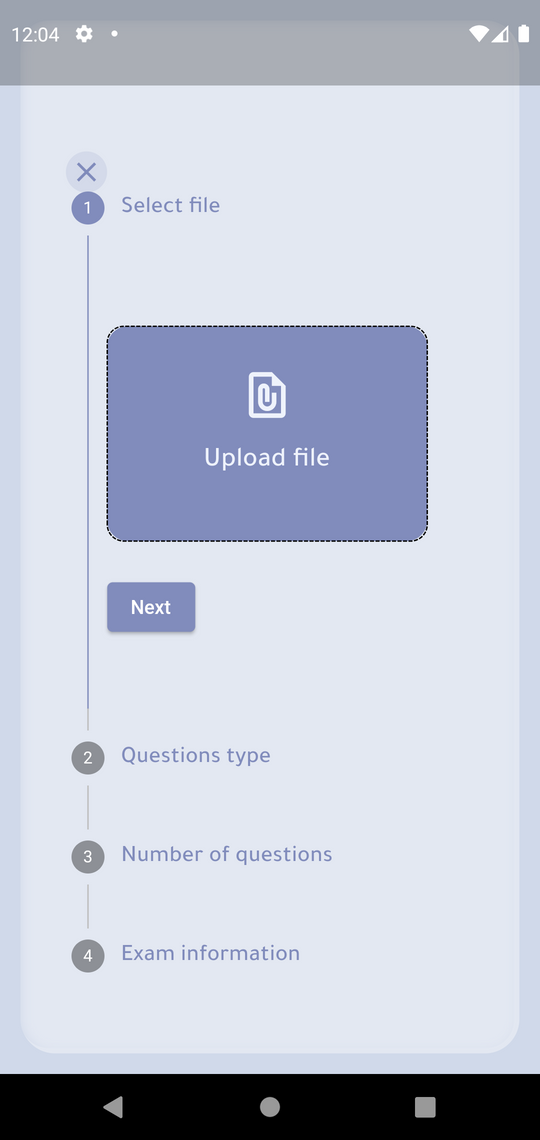 12:04
1 Select file
Upload file
Next
2 Questions type
3 Number of questions
4 Exam information